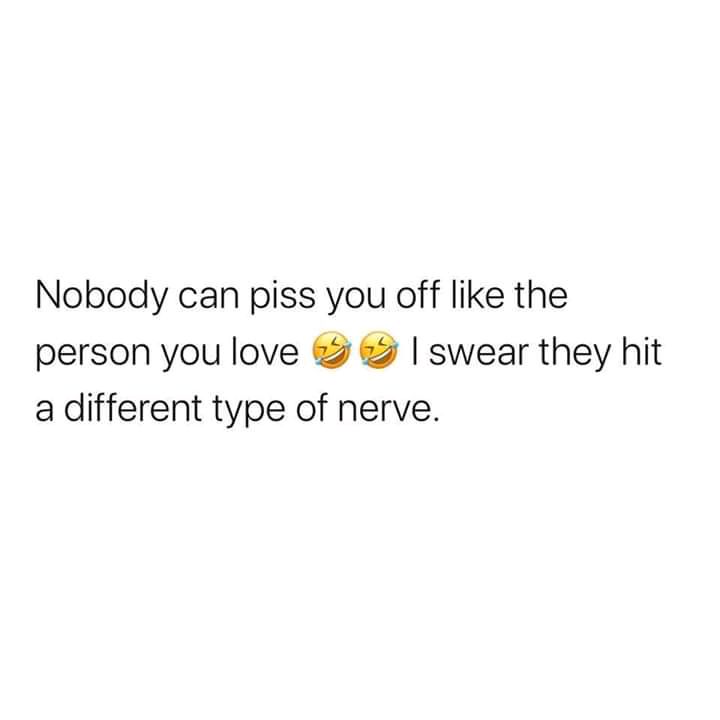 Nobody can piss you off like the
person you love 🤣🤣 I swear they hit
a different type of nerve.